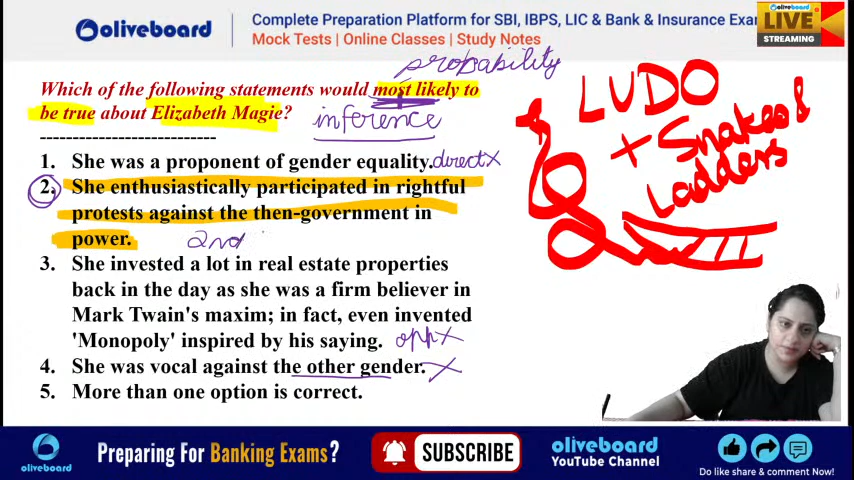 oliveboard
Complete Preparation Platform for SBI, IBPS, LIC & Bank & Insurance Exa
Mock Tests | Online Classes | Study Notes
LIVE
STREAMING
probability
Which of the following statements would most likely to
be true about Elizabeth Magie?
inference
---------------------------
1. She was a proponent of gender equality. direct X
2. She enthusiastically participated in rightful
protests against the then-government in
power.
2nd
3. She invested a lot in real estate properties
back in the day as she was a firm believer in
Mark Twain's maxim; in fact, even invented
'Monopoly' inspired by his saying. opp X
4. She was vocal against the other gender. X
5. More than one option is correct.
LUDO
+ Snakes &
Ladders
oliveboard
Preparing For Banking Exams?
SUBSCRIBE
oliveboard
YouTube Channel
Do like share & comment Now!